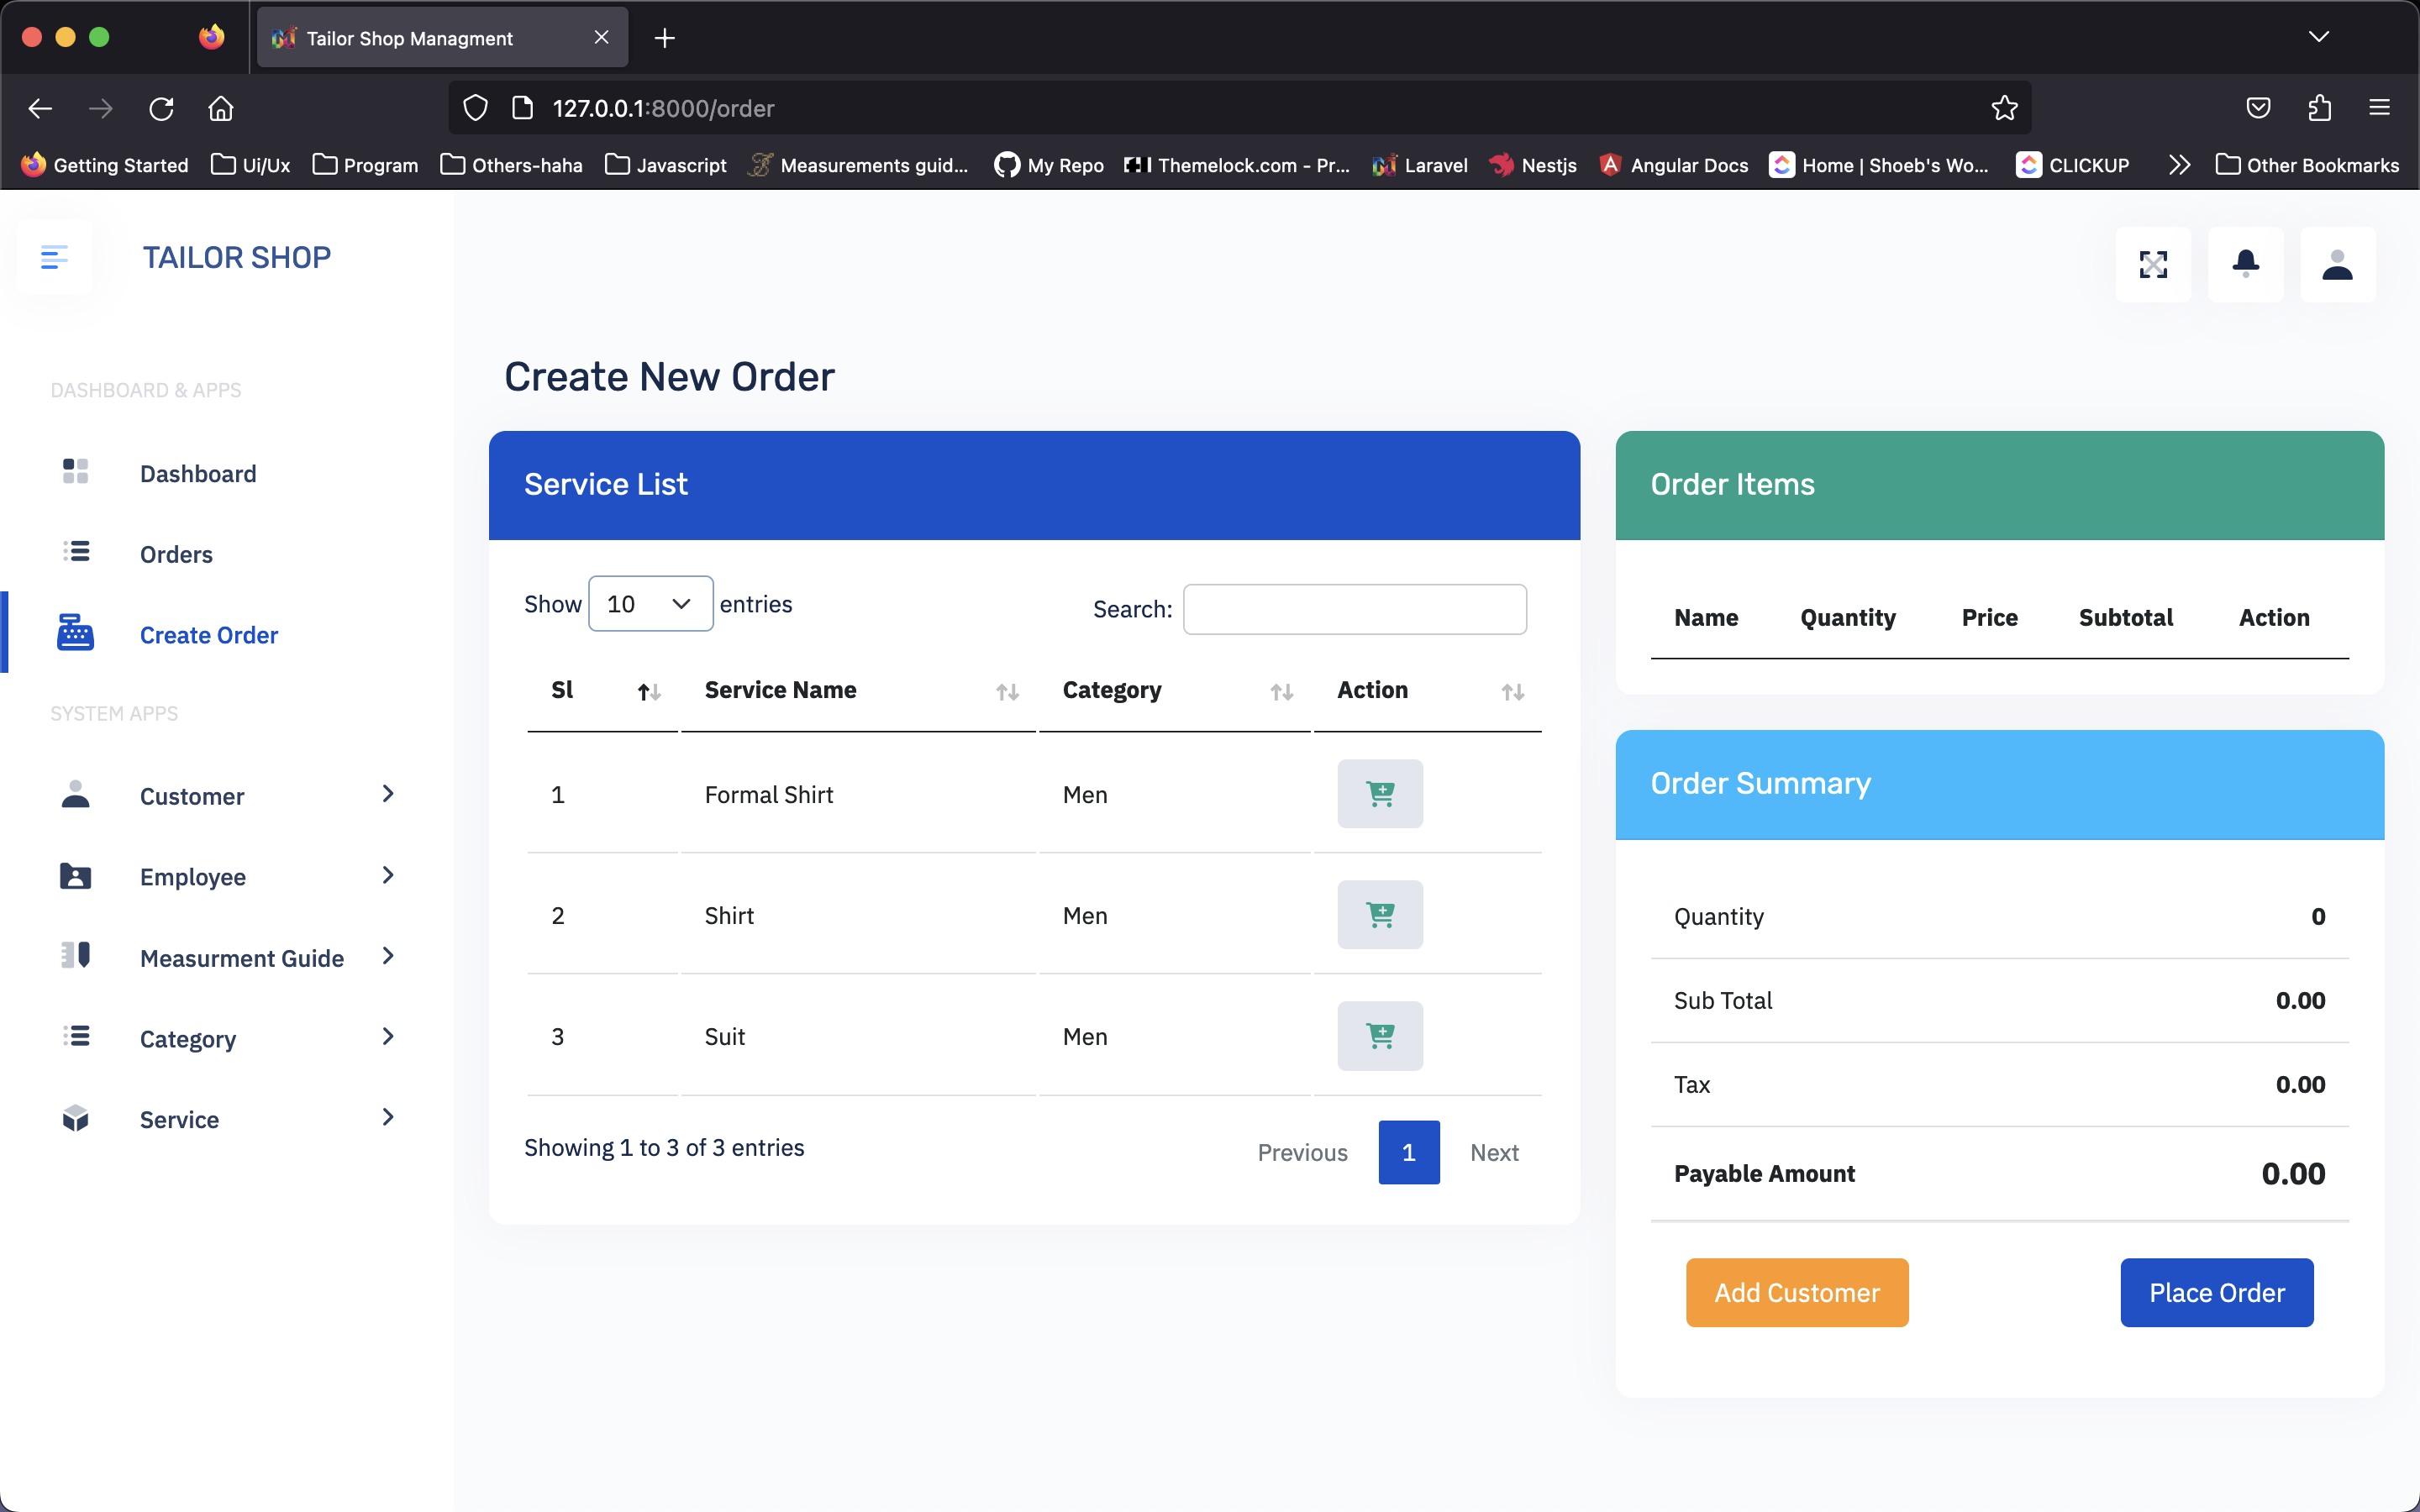 Tailor Shop Managment
127.0.0.1:8000/order
Getting Started Ui/Ux Program Others-haha Javascript Measurements guid... My Repo Themelock.com - Pr... Laravel Nestjs Angular Docs Home | Shoeb's Wo... CLICKUP Other Bookmarks
TAILOR SHOP
DASHBOARD & APPS
Dashboard
Orders
Create Order
SYSTEM APPS
Customer
Employee
Measurment Guide
Category
Service
Create New Order
Service List
Show 10 entries Search:
Sl Service Name Category Action
1 Formal Shirt Men
2 Shirt Men
3 Suit Men
Showing 1 to 3 of 3 entries Previous 1 Next
Order Items
Name Quantity Price Subtotal Action
Order Summary
Quantity 0
Sub Total 0.00
Tax 0.00
Payable Amount 0.00
Add Customer Place Order